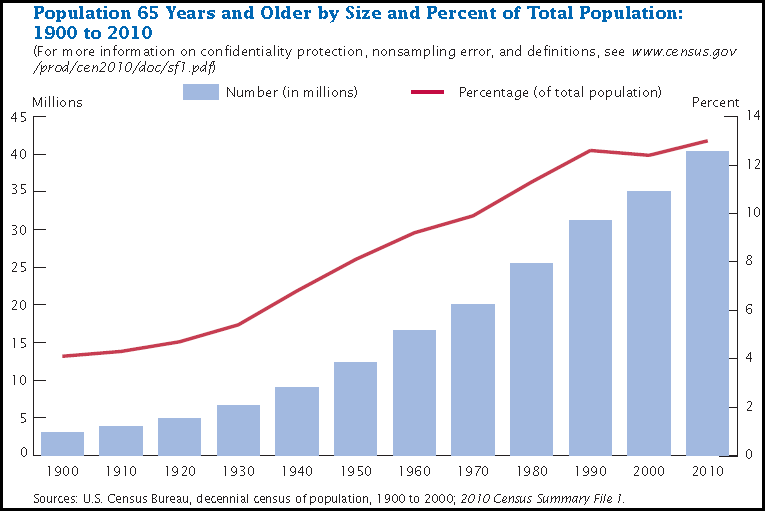 Population 65 Years and Older by Size and Percent of Total Population:
1900 to 2010
(For more information on confidentiality protection, nonsampling error, and definitions, see www.census.gov
/prod/cen2010/doc/sf1.pdf)
Number (in millions) Percentage (of total population)
Millions Percent
45 14
40
12
35
10
30
25 8
20 6
15
4
10
5 2
0 0
1900 1910 1920 1930 1940 1950 1960 1970 1980 1990 2000 2010
Sources: U.S. Census Bureau, decennial census of population, 1900 to 2000; 2010 Census Summary File 1.